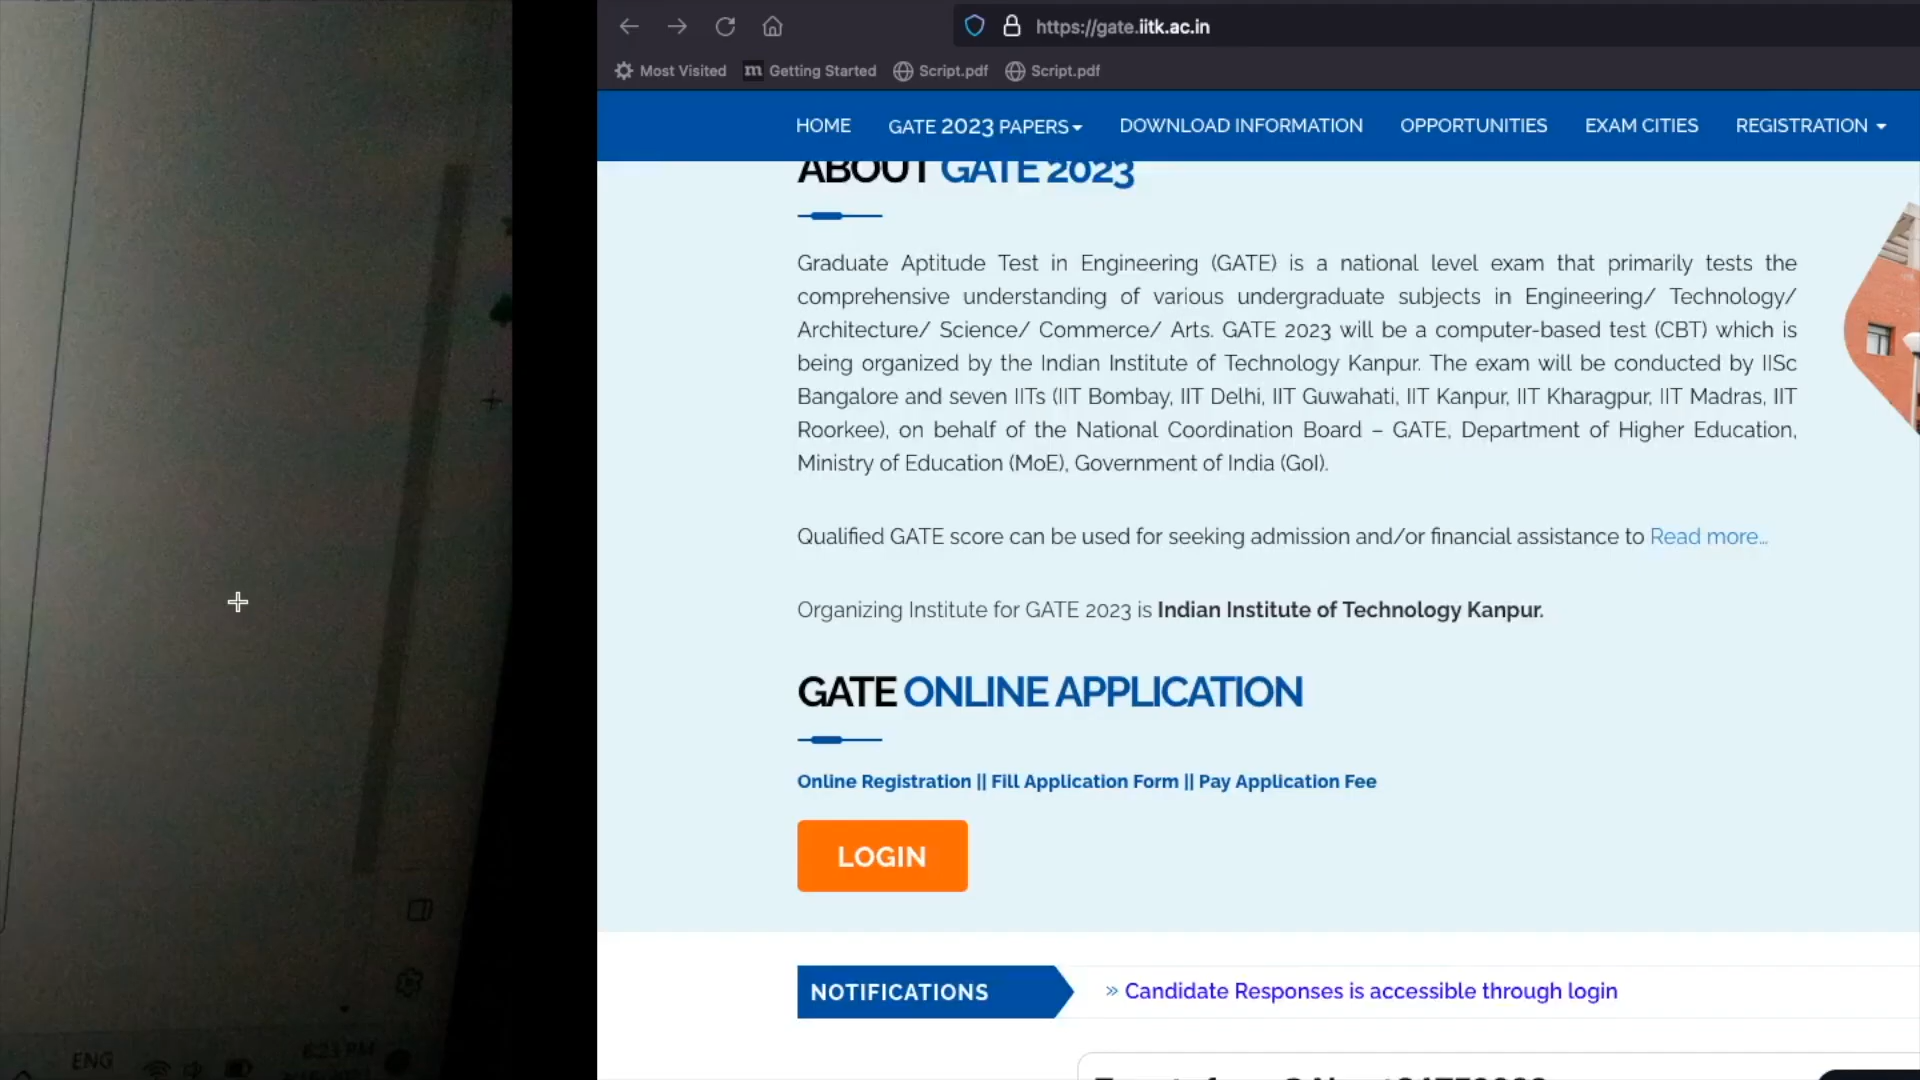 https://gate.iitk.ac.in
Most Visited Getting Started Script.pdf Script.pdf
HOME GATE 2023 PAPERS DOWNLOAD INFORMATION OPPORTUNITIES EXAM CITIES REGISTRATION
ABOUT GATE 2023
Graduate Aptitude Test in Engineering (GATE) is a national level exam that primarily tests the
comprehensive understanding of various undergraduate subjects in Engineering/ Technology/
Architecture/ Science/ Commerce/ Arts. GATE 2023 will be a computer-based test (CBT) which is
being organized by the Indian Institute of Technology Kanpur. The exam will be conducted by IISc
Bangalore and seven IITs (IIT Bombay, IIT Delhi, IIT Guwahati, IIT Kanpur, IIT Kharagpur, IIT Madras, IIT
Roorkee), on behalf of the National Coordination Board – GATE, Department of Higher Education,
Ministry of Education (MoE), Government of India (GoI).
Qualified GATE score can be used for seeking admission and/or financial assistance to Read more...
Organizing Institute for GATE 2023 is Indian Institute of Technology Kanpur.
GATE ONLINE APPLICATION
Online Registration || Fill Application Form || Pay Application Fee
LOGIN
NOTIFICATIONS » Candidate Responses is accessible through login
ENG